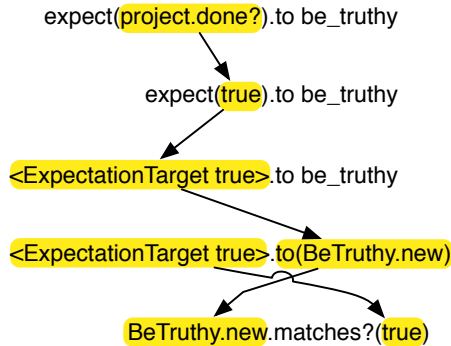 expect(project.done?).to be_truthy
expect(true).to be_truthy
<ExpectationTarget true>.to be_truthy
<ExpectationTarget true>.to(BeTruthy.new)
BeTruthy.new.matches?(true)